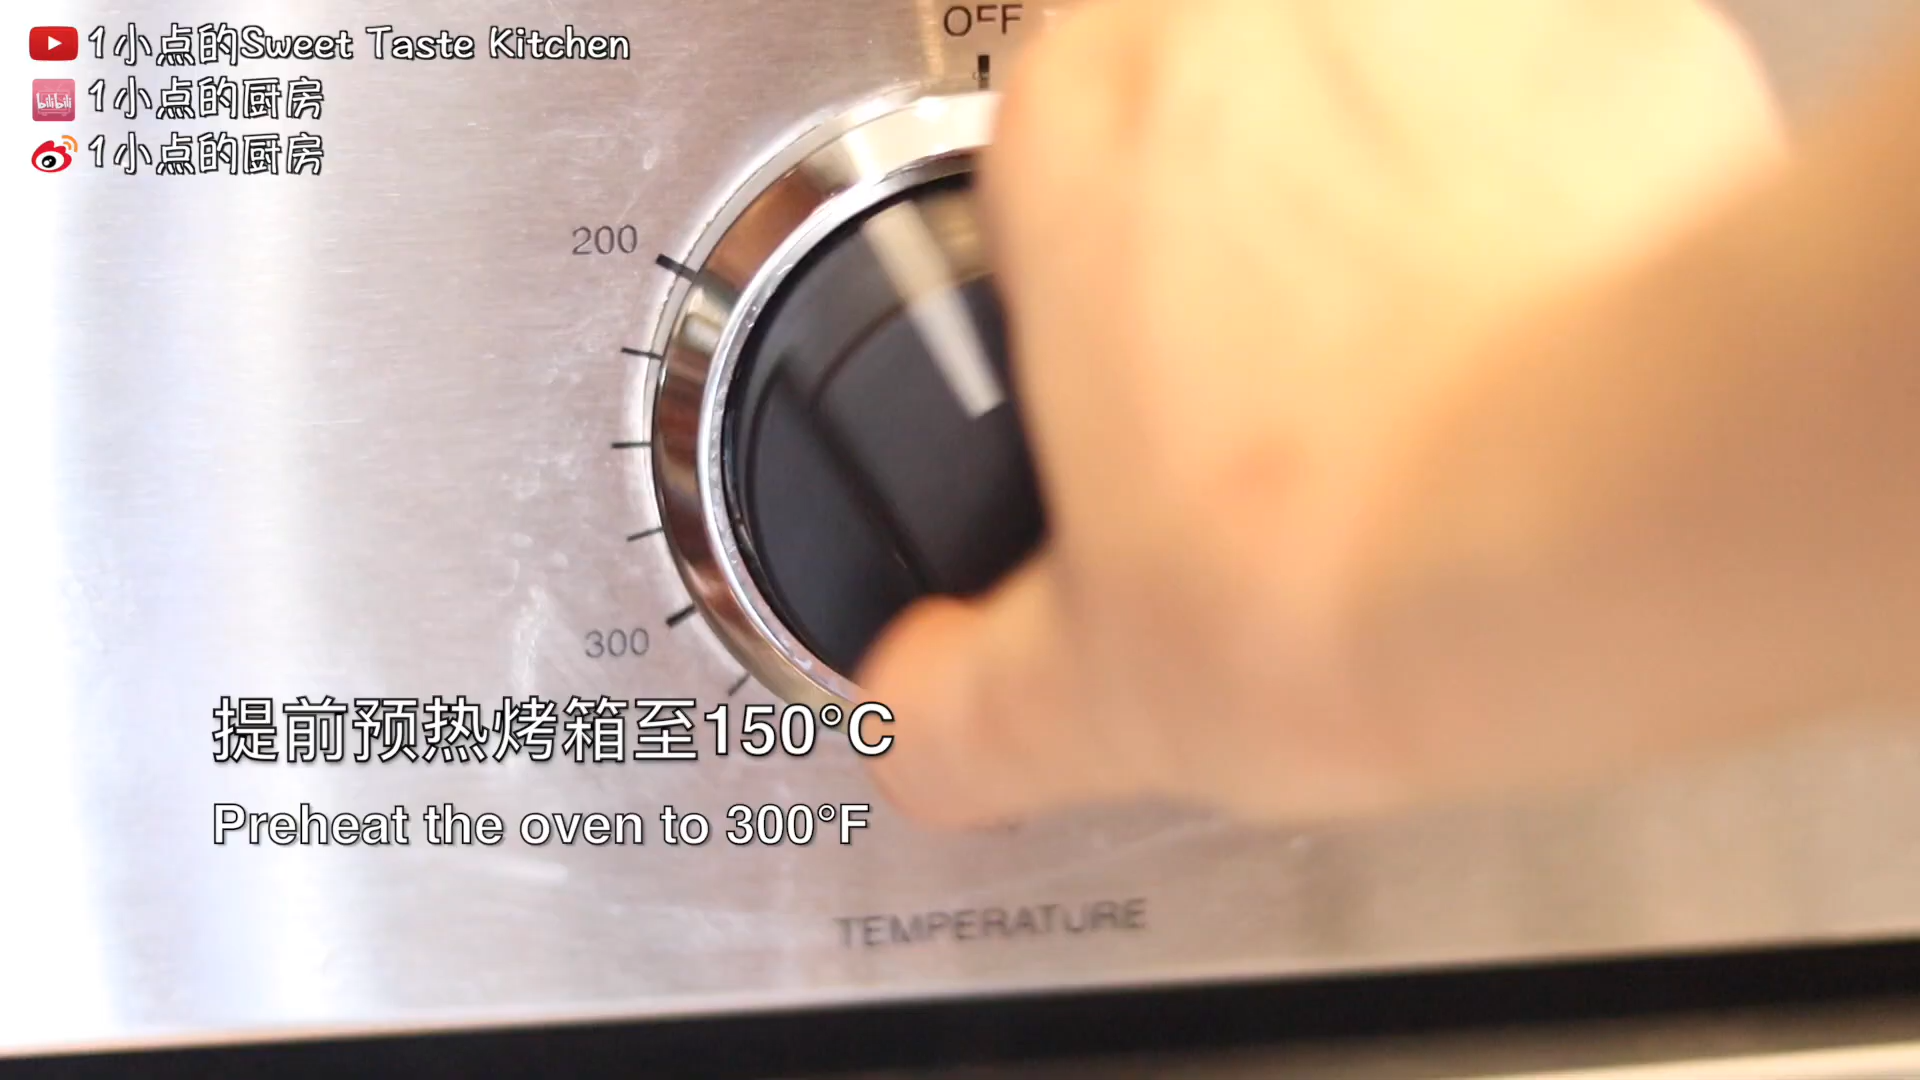 1小点的Sweet Taste Kitchen
bilibili 1小点的厨房
1小点的厨房
OFF
200
300
提前预热烤箱至150°C
Preheat the oven to 300°F
TEMPERATURE